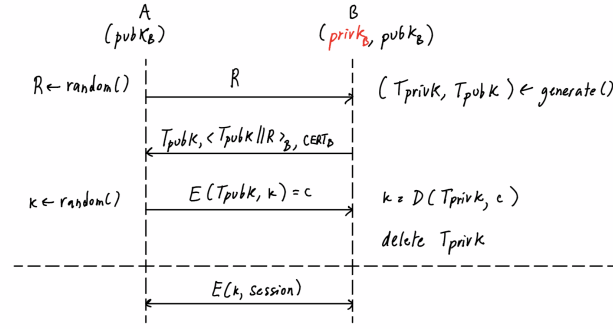 A B
(pubK_B) (privK_B, pubK_B)
R ← random() R (TprivK, TpubK) ← generate()
TpubK, <TpubK || R>_B, CERT_B
K ← random() E(TpubK, K) = c K = D(TprivK, c)
delete TprivK
E(K, session)